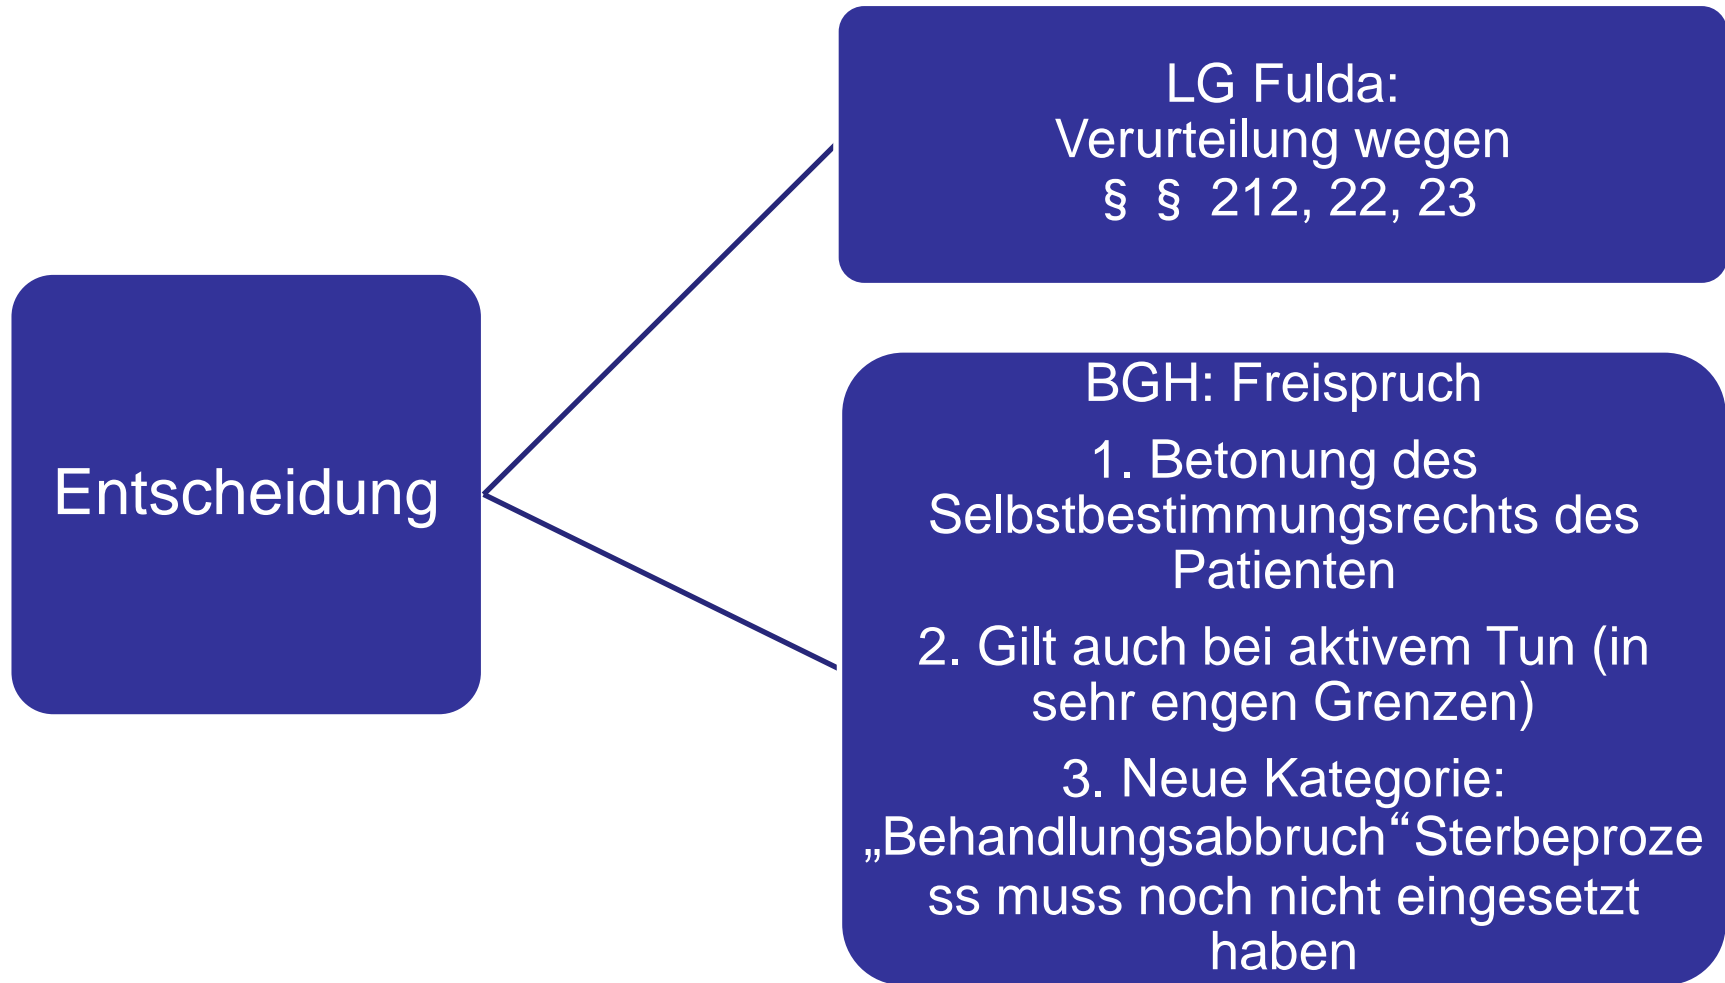 Entscheidung
LG Fulda:
Verurteilung wegen
§ § 212, 22, 23
BGH: Freispruch
1. Betonung des
Selbstbestimmungsrechts des
Patienten
2. Gilt auch bei aktivem Tun (in
sehr engen Grenzen)
3. Neue Kategorie:
„Behandlungsabbruch“Sterbeproze
ss muss noch nicht eingesetzt
haben